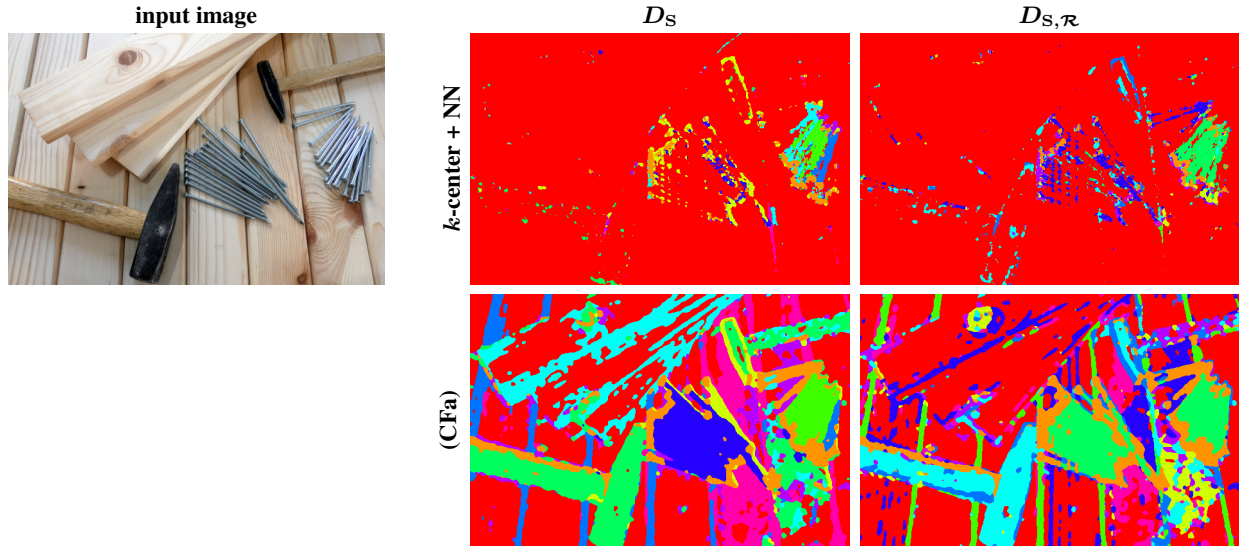 input image
D_S
D_{S,ℛ}
k-center + NN
(CFa)